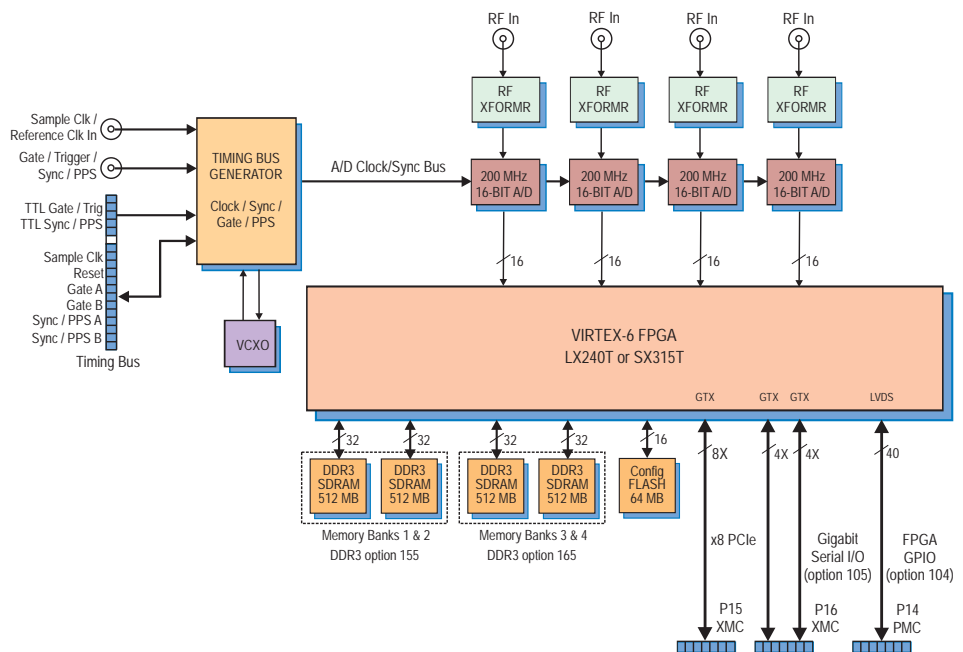 RF In
RF In
RF In
RF In
RF
XFORMR
RF
XFORMR
RF
XFORMR
RF
XFORMR
Sample Clk /
Reference Clk In
Gate / Trigger /
Sync / PPS
TTL Gate / Trig
TTL Sync / PPS
Sample Clk
Reset
Gate A
Gate B
Sync / PPS A
Sync / PPS B
Timing Bus
TIMING BUS
GENERATOR
Clock / Sync /
Gate / PPS
VCXO
A/D Clock/Sync Bus
200 MHz
16-BIT A/D
200 MHz
16-BIT A/D
200 MHz
16-BIT A/D
200 MHz
16-BIT A/D
16
16
16
16
VIRTEX-6 FPGA
LX240T or SX315T
GTX
GTX
GTX
LVDS
32
32
32
32
16
8X
4X
4X
40
DDR3
SDRAM
512 MB
DDR3
SDRAM
512 MB
DDR3
SDRAM
512 MB
DDR3
SDRAM
512 MB
Config
FLASH
64 MB
Memory Banks 1 & 2
DDR3 option 155
Memory Banks 3 & 4
DDR3 option 165
x8 PCIe
Gigabit
Serial I/O
(option 105)
FPGA
GPIO
(option 104)
P15
XMC
P16
XMC
P14
PMC